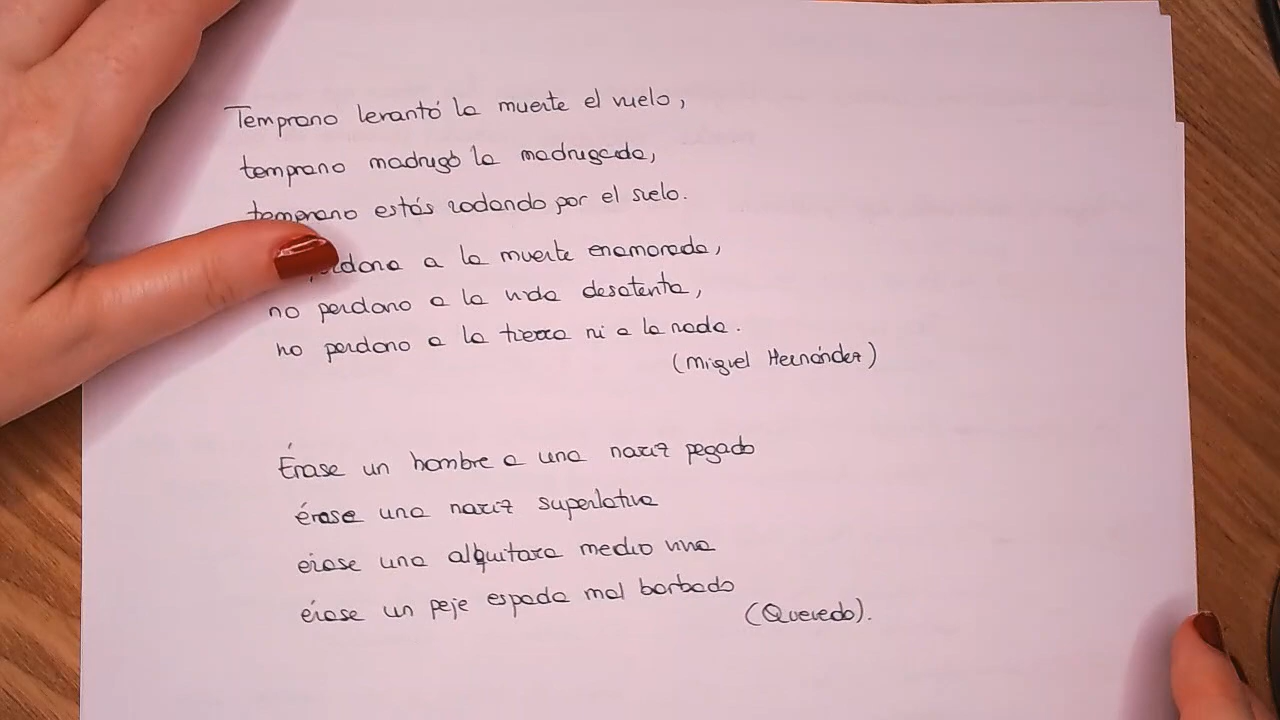 Temprano levantó la muerte el vuelo,
temprano madrugó la madrugada,
temprano estás rodando por el suelo.
a la muerte enamorada,
no perdono a la vida desatenta,
no perdono a la tierra ni a la nada.
(Miguel Hernández)
Érase un hombre a una nariz pegado
érase una nariz superlativa
érase una alquitara medio viva
érase un peje espada mal barbado
(Quevedo).